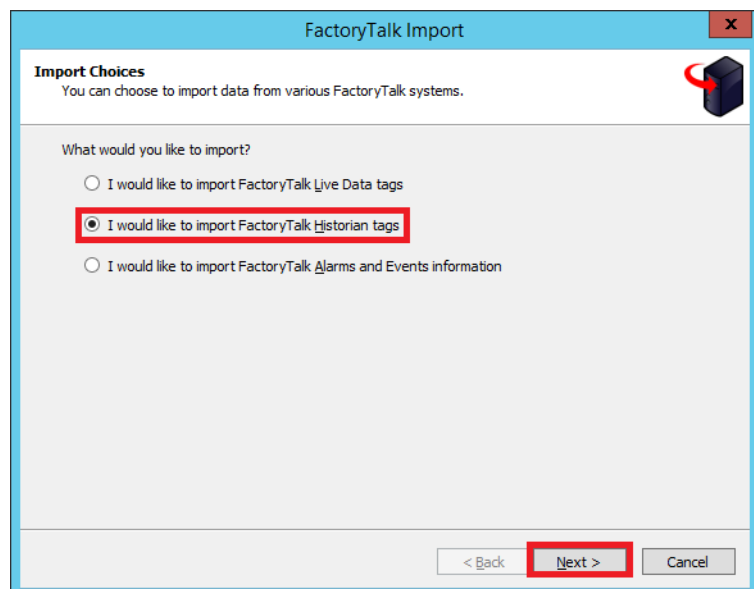 FactoryTalk Import
x
Import Choices
You can choose to import data from various FactoryTalk systems.
What would you like to import?
I would like to import FactoryTalk Live Data tags
I would like to import FactoryTalk Historian tags
I would like to import FactoryTalk Alarms and Events information
< Back Next > Cancel